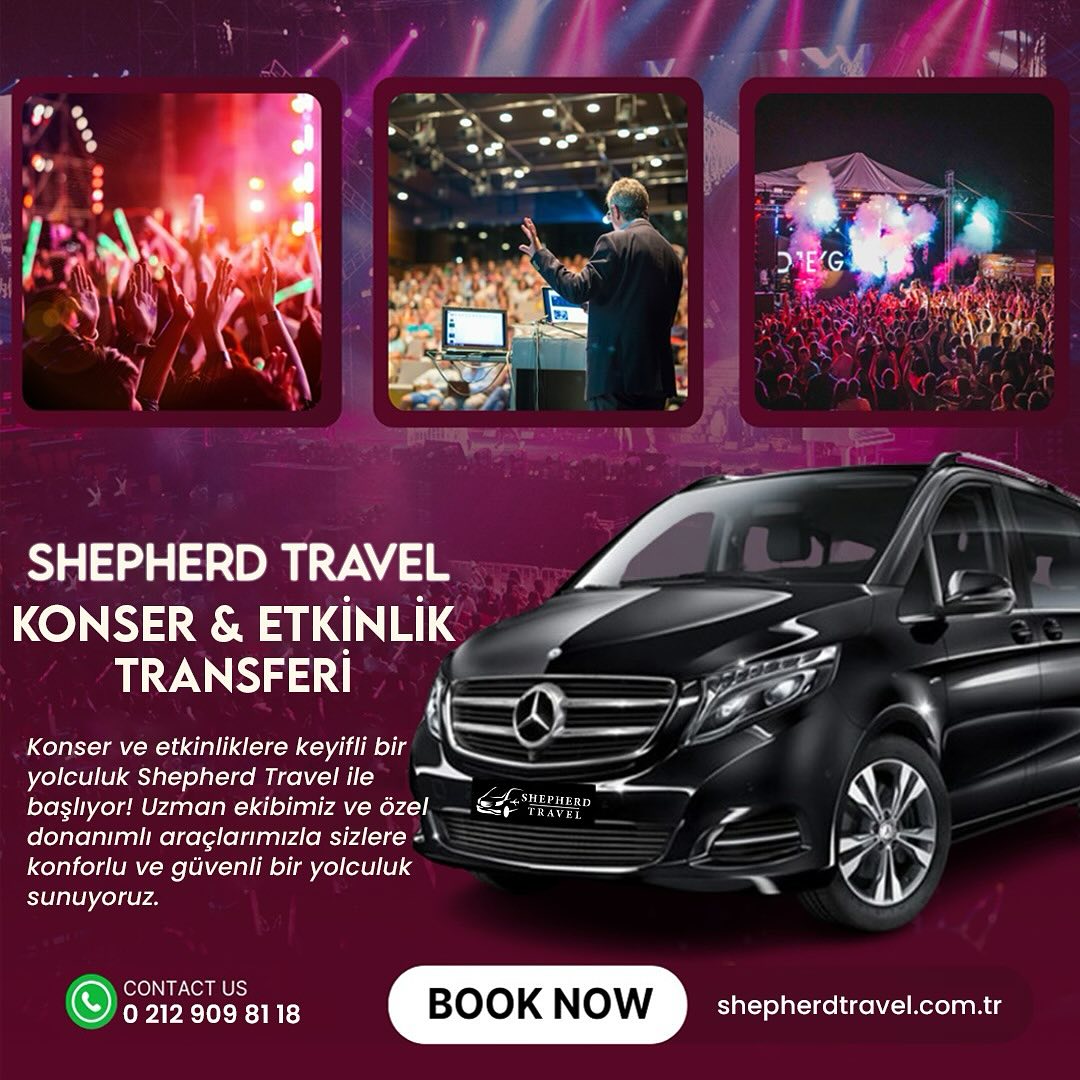 SHEPHERD TRAVEL
KONSER & ETKİNLİK
TRANSFERİ
Konser ve etkinliklere keyifli bir
yolculuk Shepherd Travel ile
başlıyor! Uzman ekibimiz ve özel
donanımlı araçlarımızla sizlere
konforlu ve güvenli bir yolculuk
sunuyoruz.
SHEPHERD
TRAVEL
CONTACT US
0 212 909 81 18
BOOK NOW
shepherdtravel.com.tr